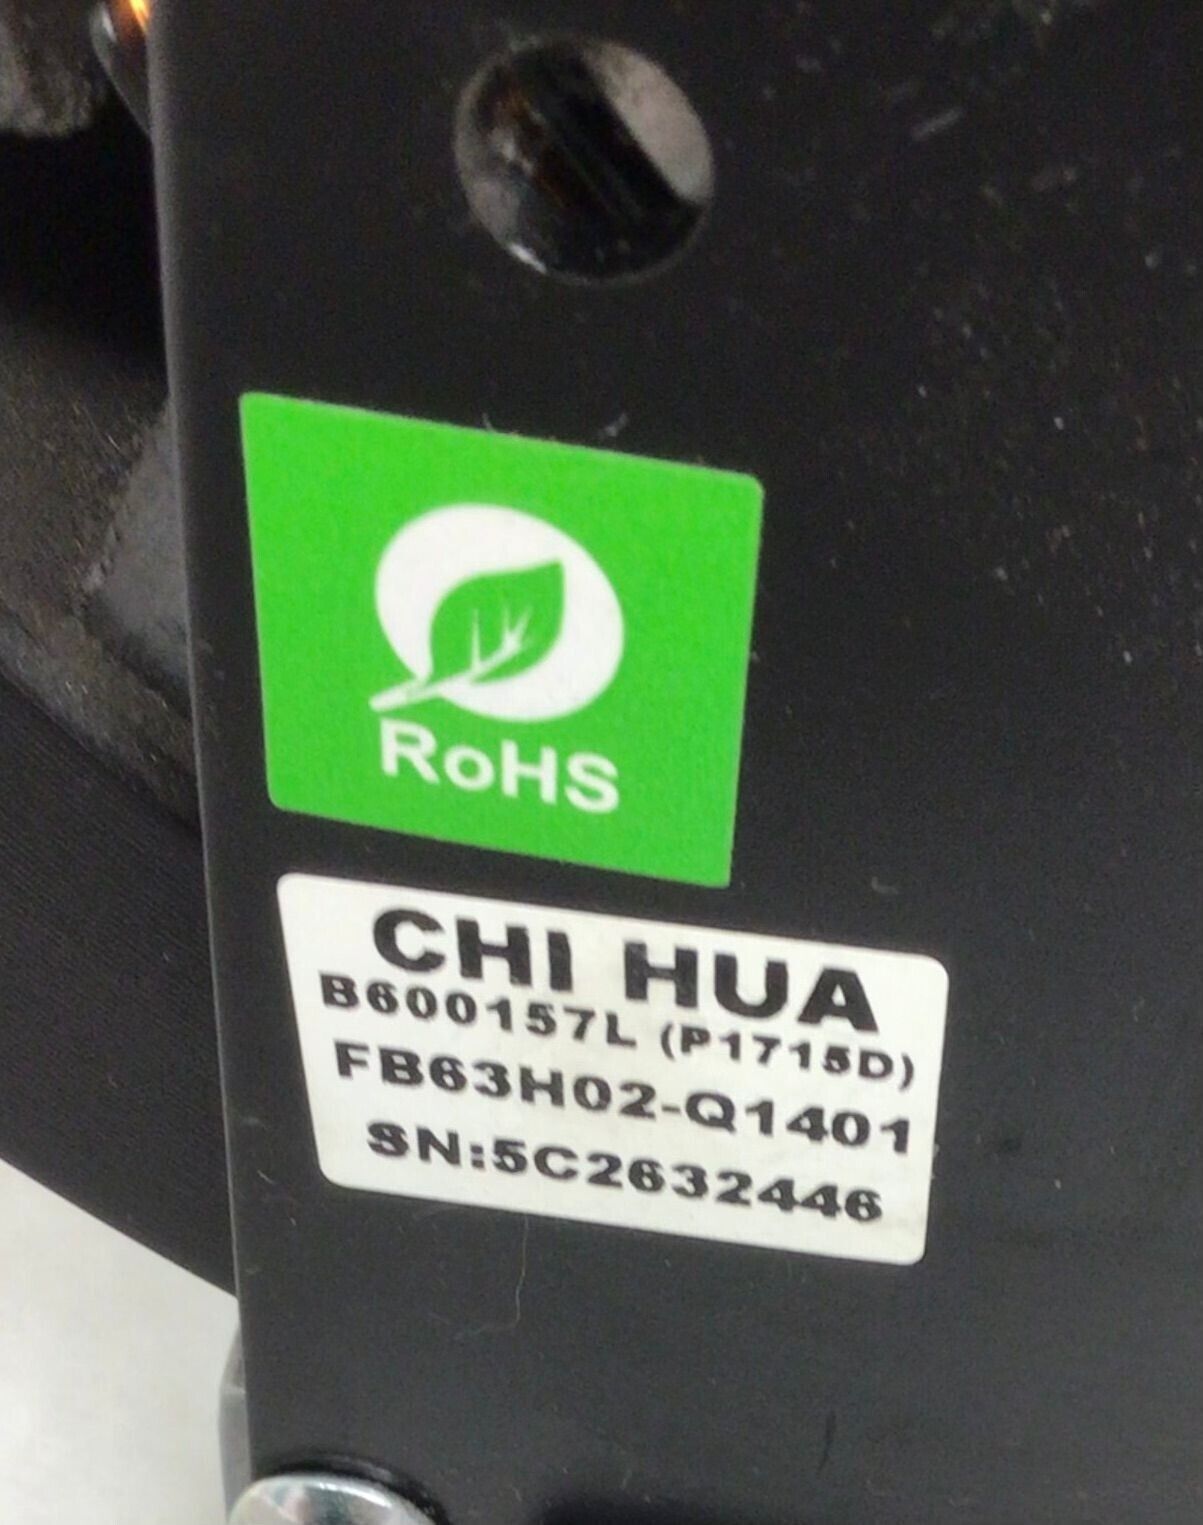 RoHS
CHI HUA
B600157L (P1715D)
FB63H02-Q1401
SN:5C2632446